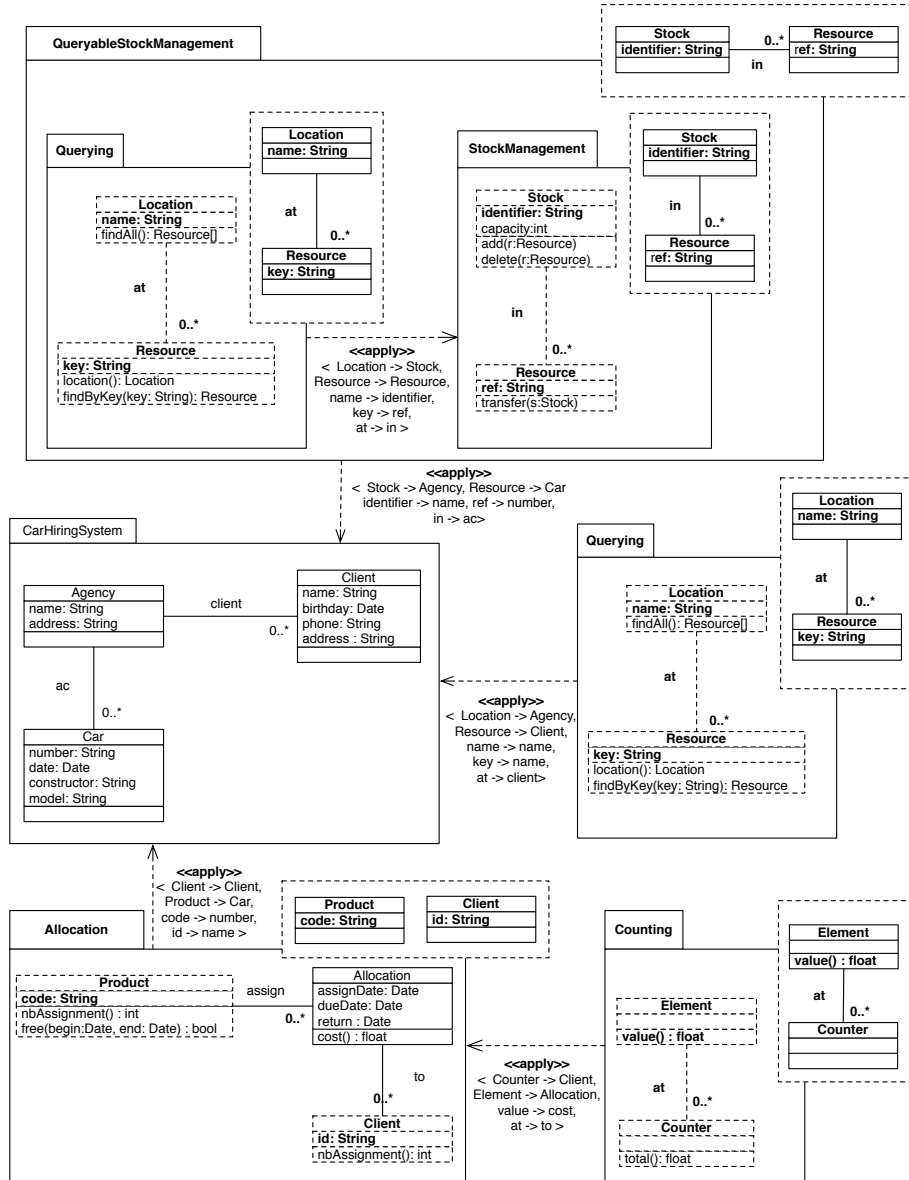 QueryableStockManagement
Stock
identifier: String
0..*
in
Resource
ref: String
Querying
Location
name: String
at
0..*
Resource
key: String
Location
name: String
findAll(): Resource[]
at
0..*
Resource
key: String
location(): Location
findByKey(key: String): Resource
<<apply>>
< Location -> Stock,
Resource -> Resource,
name -> identifier,
key -> ref,
at -> in >
StockManagement
Stock
identifier: String
in
0..*
Resource
ref: String
Stock
identifier: String
capacity:int
add(r:Resource)
delete(r:Resource)
in
0..*
Resource
ref: String
transfer(s:Stock)
<<apply>>
< Stock -> Agency, Resource -> Car
identifier -> name, ref -> number,
in -> ac>
CarHiringSystem
Agency
name: String
address: String
client
0..*
Client
name: String
birthday: Date
phone: String
address : String
ac
0..*
Car
number: String
date: Date
constructor: String
model: String
<<apply>>
< Location -> Agency,
Resource -> Client,
name -> name,
key -> name,
at -> client>
Querying
Location
name: String
at
0..*
Resource
key: String
Location
name: String
findAll(): Resource[]
at
0..*
Resource
key: String
location(): Location
findByKey(key: String): Resource
<<apply>>
< Client -> Client,
Product -> Car,
code -> number,
id -> name >
Allocation
Product
code: String
Client
id: String
Product
code: String
nbAssignment() : int
free(begin:Date, end: Date) : bool
assign
0..*
Allocation
assignDate: Date
dueDate: Date
return : Date
cost() : float
to
0..*
Client
id: String
nbAssignment(): int
<<apply>>
< Counter -> Client,
Element -> Allocation,
value -> cost,
at -> to >
Counting
Element
value() : float
at
0..*
Counter
Element
value() : float
at
0..*
Counter
total(): float